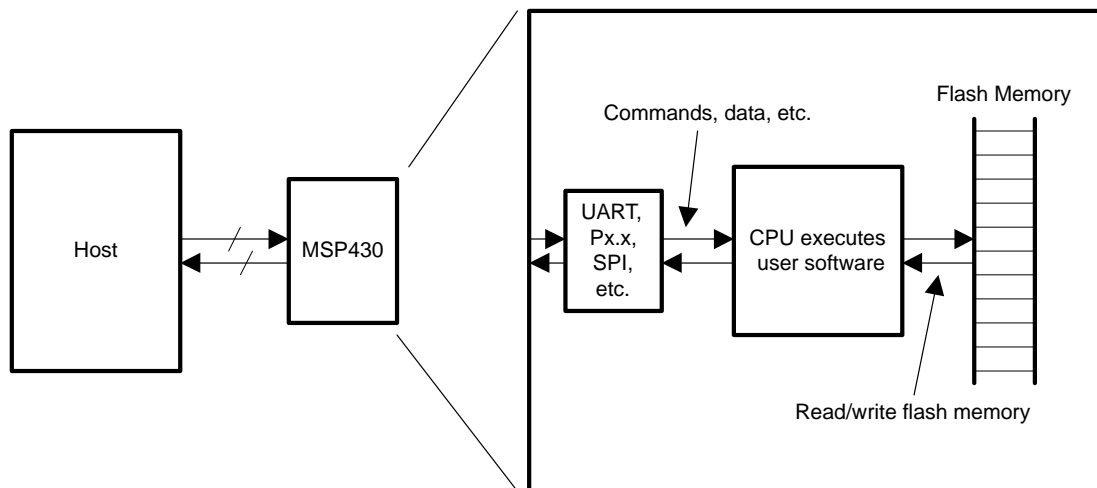 Host
MSP430
UART,
Px.x,
SPI,
etc.
Commands, data, etc.
CPU executes
user software
Flash Memory
Read/write flash memory